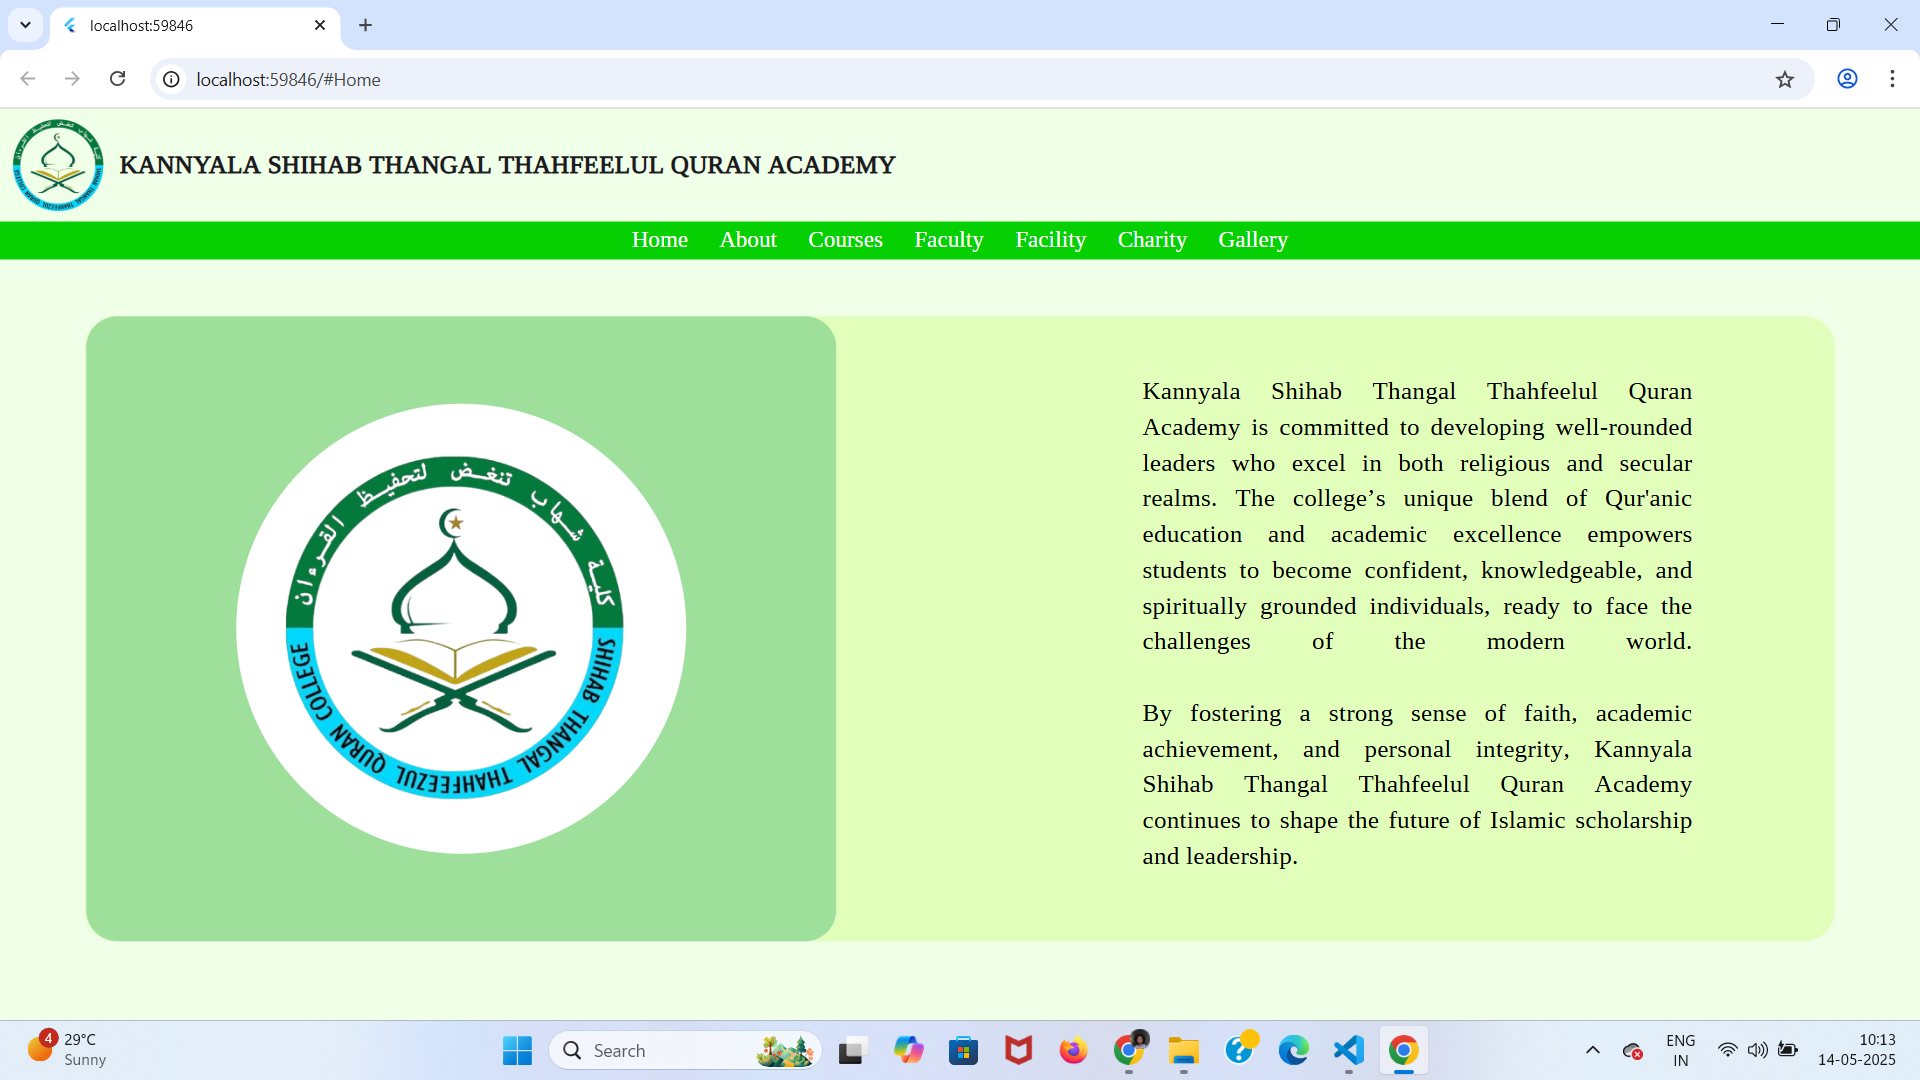 localhost:59846
localhost:59846/#Home
KANNYALA SHIHAB THANGAL THAHFEELUL QURAN ACADEMY
Home About Courses Faculty Facility Charity Gallery
كلية شهاب تنغض لتحفيظ القرءان
SHIHAB THANGAL THAHFEEZUL QURAN COLLEGE
Kannyala Shihab Thangal Thahfeelul Quran
Academy is committed to developing well-rounded
leaders who excel in both religious and secular
realms. The college’s unique blend of Qur'anic
education and academic excellence empowers
students to become confident, knowledgeable, and
spiritually grounded individuals, ready to face the
challenges of the modern world.
By fostering a strong sense of faith, academic
achievement, and personal integrity, Kannyala
Shihab Thangal Thahfeelul Quran Academy
continues to shape the future of Islamic scholarship
and leadership.
4
29°C
Sunny
Search
ENG
IN
10:13
14-05-2025